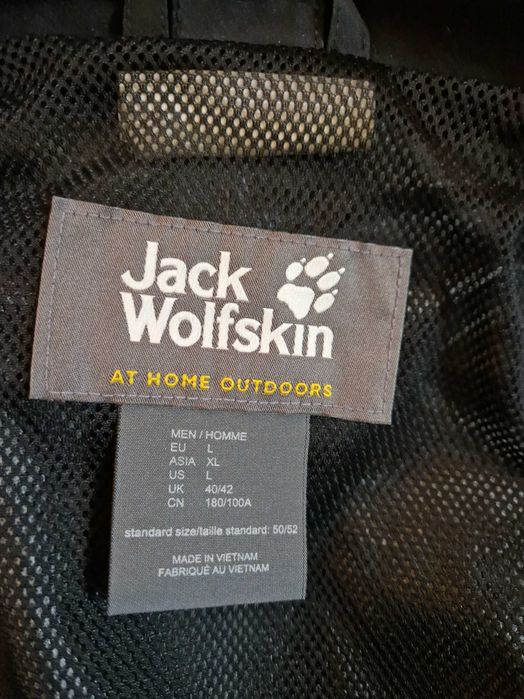 Jack
Wolfskin
AT HOME OUTDOORS
MEN / HOMME
EU L
ASIA XL
US L
UK 40/42
CN 180/100A
standard size/taille standard: 50/52
MADE IN VIETNAM
FABRIQUÉ AU VIETNAM